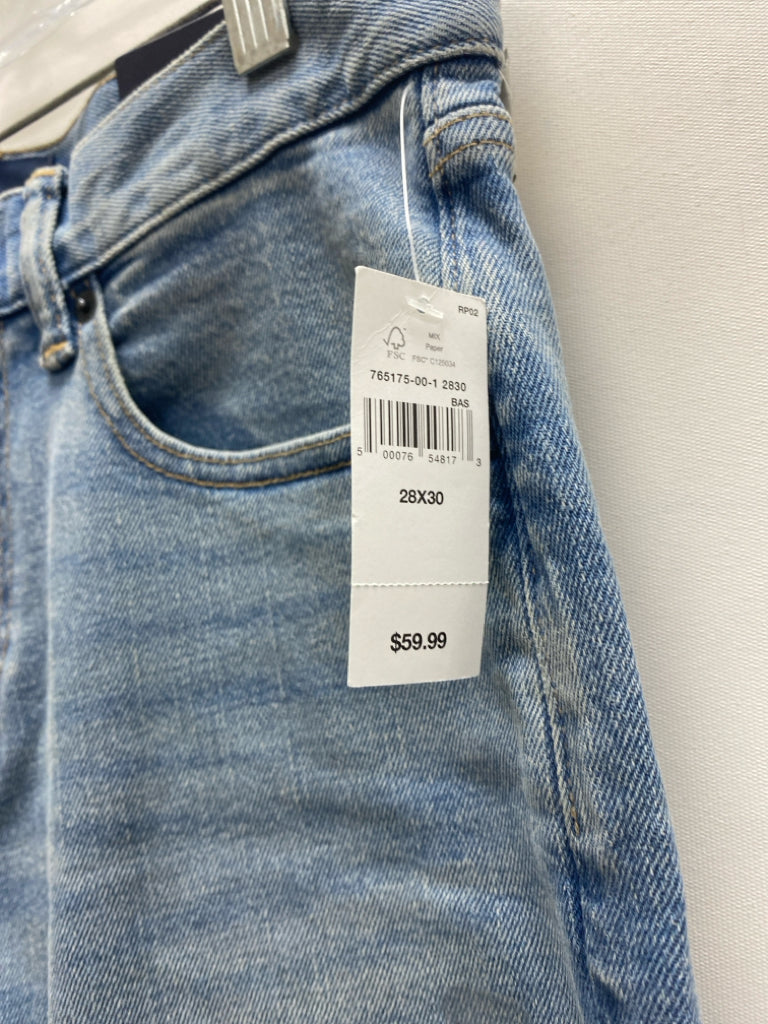 RP02
FSC
MIX
Paper
FSC® C125034
765175-00-1 2830
BAS
5 00076 54817 3
28X30
$59.99